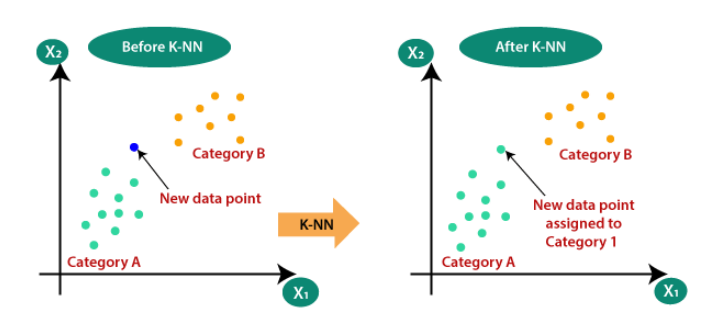 Before K-NN
X₂
Category B
New data point
Category A
X₁
K-NN
After K-NN
X₂
Category B
New data point
assigned to
Category 1
Category A
X₁